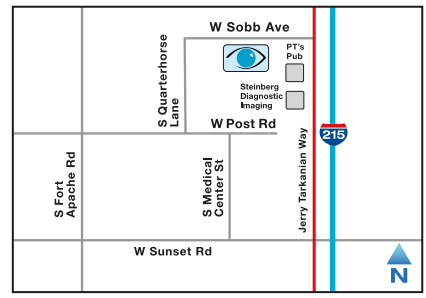 W Sobb Ave
PT's
Pub
S Quarterhorse
Lane
Steinberg
Diagnostic
Imaging
W Post Rd
215
S Fort
Apache Rd
S Medical
Center St
Jerry Tarkanian Way
W Sunset Rd
N